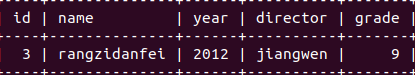 | id | name | year | director | grade |
| 3 | rangzidanfei | 2012 | jiangwen | 9 |